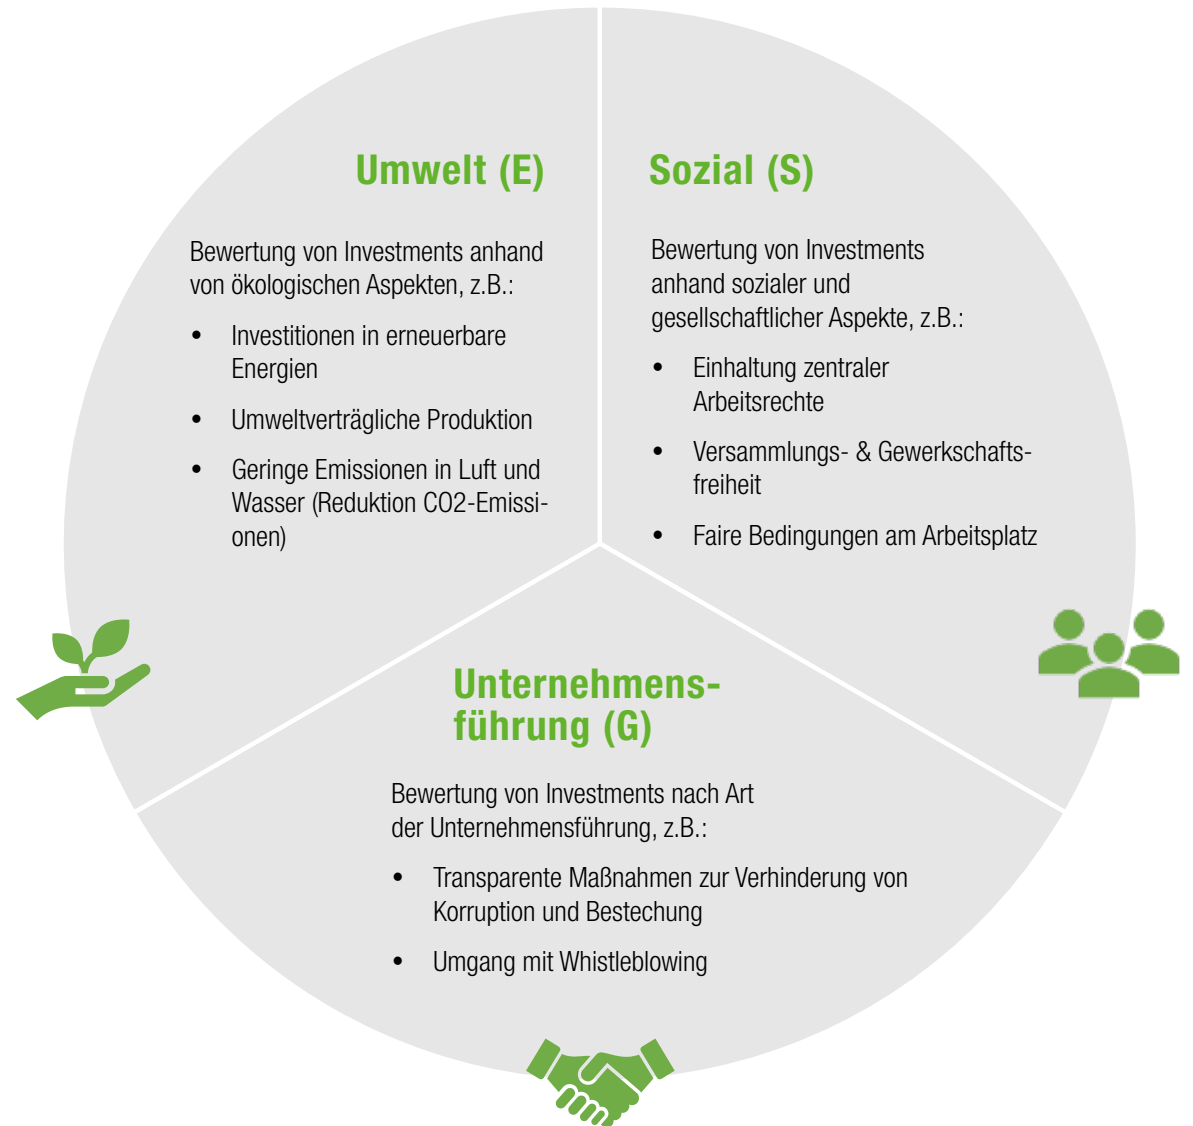 Umwelt (E)
Bewertung von Investments anhand
von ökologischen Aspekten, z.B.:
• Investitionen in erneuerbare
Energien
• Umweltverträgliche Produktion
• Geringe Emissionen in Luft und
Wasser (Reduktion CO2-Emissi-
onen)
Sozial (S)
Bewertung von Investments
anhand sozialer und
gesellschaftlicher Aspekte, z.B.:
• Einhaltung zentraler
Arbeitsrechte
• Versammlungs- & Gewerkschafts-
freiheit
• Faire Bedingungen am Arbeitsplatz
Unternehmens-
führung (G)
Bewertung von Investments nach Art
der Unternehmensführung, z.B.:
• Transparente Maßnahmen zur Verhinderung von
Korruption und Bestechung
• Umgang mit Whistleblowing